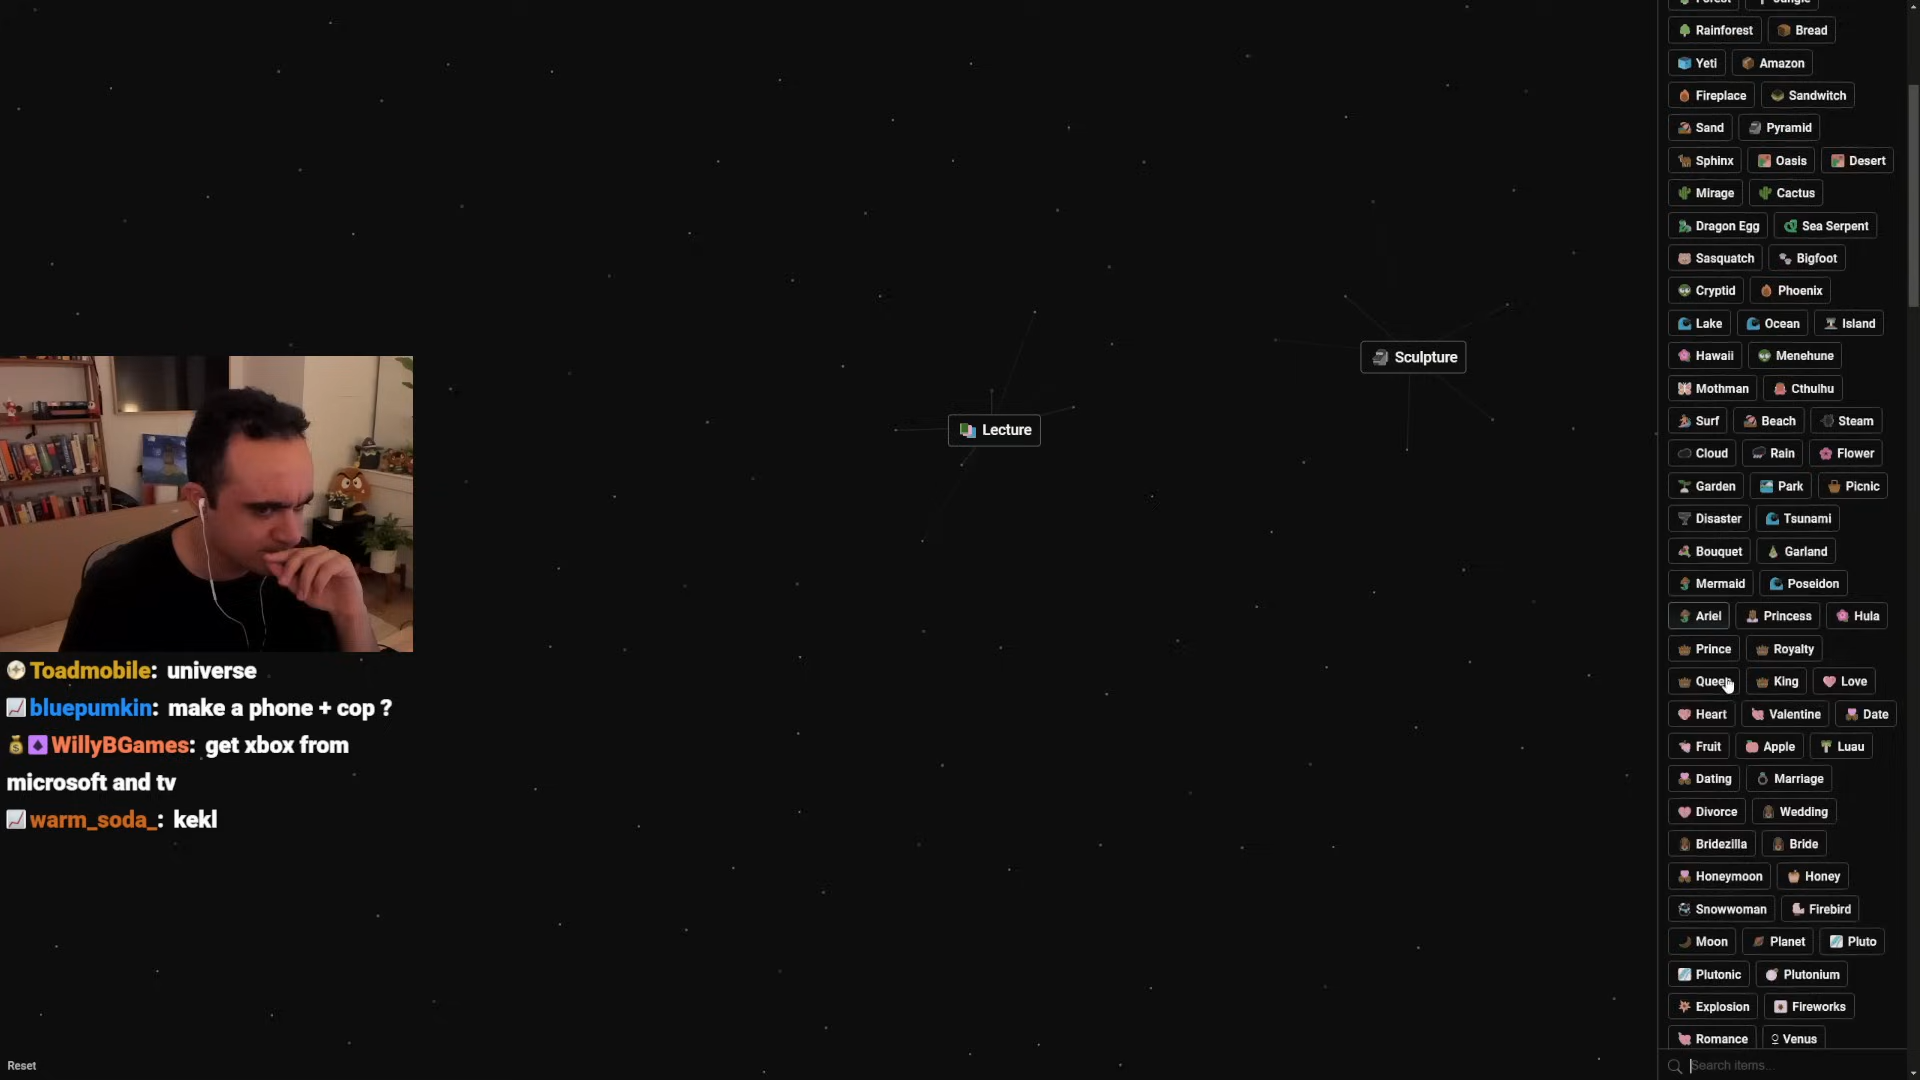 Forest Jungle
Rainforest Bread
Yeti Amazon
Fireplace Sandwitch
Sand Pyramid
Sphinx Oasis Desert
Mirage Cactus
Dragon Egg Sea Serpent
Sasquatch Bigfoot
Cryptid Phoenix
Lake Ocean Island
Hawaii Menehune
Mothman Cthulhu
Surf Beach Steam
Cloud Rain Flower
Garden Park Picnic
Disaster Tsunami
Bouquet Garland
Mermaid Poseidon
Ariel Princess Hula
Prince Royalty
Queen King Love
Heart Valentine Date
Fruit Apple Luau
Dating Marriage
Divorce Wedding
Bridezilla Bride
Honeymoon Honey
Snowwoman Firebird
Moon Planet Pluto
Plutonic Plutonium
Explosion Fireworks
Romance Venus
Search items...
Sculpture
Lecture
Toadmobile: universe
bluepumkin: make a phone + cop ?
WillyBGames: get xbox from
microsoft and tv
warm_soda_: kekl
Reset